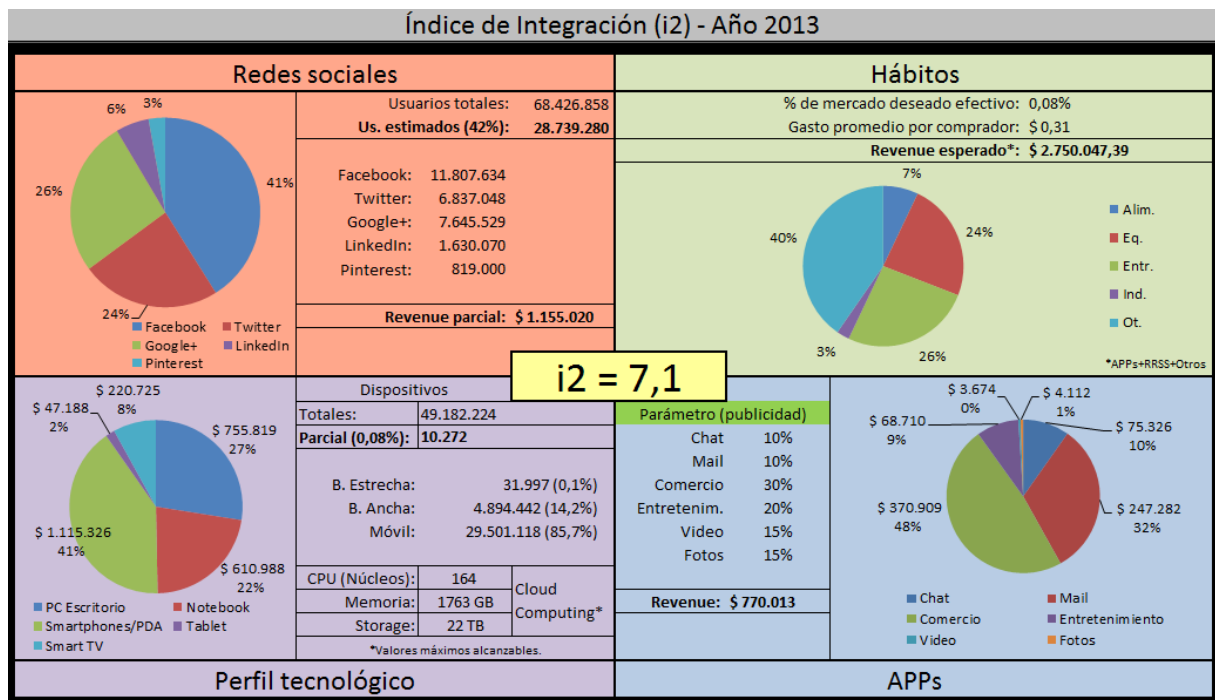 Índice de Integración (i2) - Año 2013
Redes sociales
6%
3%
41%
26%
24%
Facebook
Twitter
Google+
LinkedIn
Pinterest
Usuarios totales: 68.426.858
Us. estimados (42%): 28.739.280
Facebook: 11.807.634
Twitter: 6.837.048
Google+: 7.645.529
LinkedIn: 1.630.070
Pinterest: 819.000
Revenue parcial: $ 1.155.020
Hábitos
% de mercado deseado efectivo: 0,08%
Gasto promedio por comprador: $ 0,31
Revenue esperado*: $ 2.750.047,39
7%
24%
40%
3%
26%
Alim.
Eq.
Entr.
Ind.
Ot.
*APPs+RRSS+Otros
i2 = 7,1
$ 220.725
8%
$ 47.188
2%
$ 755.819
27%
$ 1.115.326
41%
$ 610.988
22%
PC Escritorio
Notebook
Smartphones/PDA
Tablet
Smart TV
Dispositivos
Totales: 49.182.224
Parcial (0,08%): 10.272
B. Estrecha: 31.997 (0,1%)
B. Ancha: 4.894.442 (14,2%)
Móvil: 29.501.118 (85,7%)
CPU (Núcleos): 164
Memoria: 1763 GB
Storage: 22 TB
Cloud
Computing*
*Valores máximos alcanzables.
Perfil tecnológico
Parámetro (publicidad)
Chat 10%
Mail 10%
Comercio 30%
Entretenim. 20%
Video 15%
Fotos 15%
Revenue: $ 770.013
$ 3.674
0%
$ 4.112
1%
$ 68.710
9%
$ 75.326
10%
$ 370.909
48%
$ 247.282
32%
Chat
Mail
Comercio
Entretenimiento
Video
Fotos
APPs